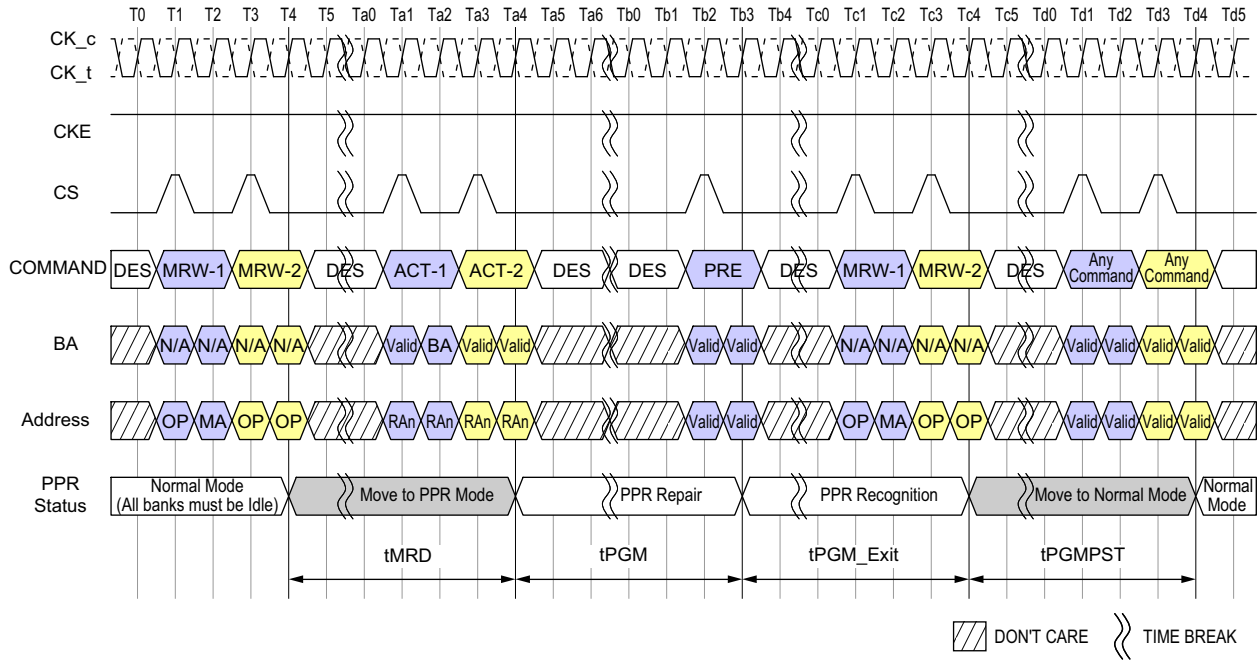 T0 T1 T2 T3 T4 T5 Ta0 Ta1 Ta2 Ta3 Ta4 Ta5 Ta6 Tb0 Tb1 Tb2 Tb3 Tb4 Tc0 Tc1 Tc2 Tc3 Tc4 Tc5 Td0 Td1 Td2 Td3 Td4 Td5
CK_c
CK_t
CKE
CS
COMMAND DES MRW-1 MRW-2 DES ACT-1 ACT-2 DES DES PRE DES MRW-1 MRW-2 DES Any Command Any Command
BA N/A N/A N/A N/A Valid BA Valid Valid Valid Valid N/A N/A N/A N/A Valid Valid Valid Valid
Address OP MA OP OP RAn RAn RAn RAn Valid Valid OP MA OP OP Valid Valid Valid Valid
PPR Status
Normal Mode
(All banks must be Idle)
Move to PPR Mode
PPR Repair
PPR Recognition
Move to Normal Mode
Normal Mode
tMRD tPGM tPGM_Exit tPGMPST
DON'T CARE TIME BREAK